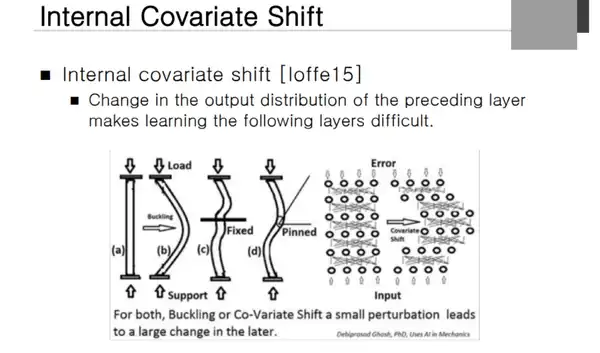 Internal Covariate Shift
■ Internal covariate shift [Ioffe15]
■ Change in the output distribution of the preceding layer
makes learning the following layers difficult.
Load
Error
Buckling
Fixed
Pinned
Covariate
Shift
(a)
(b)
(c)
(d)
Support
Input
For both, Buckling or Co-Variate Shift a small perturbation leads
to a large change in the later.
Debiprasad Ghosh, PhD, Uses AI in Mechanics